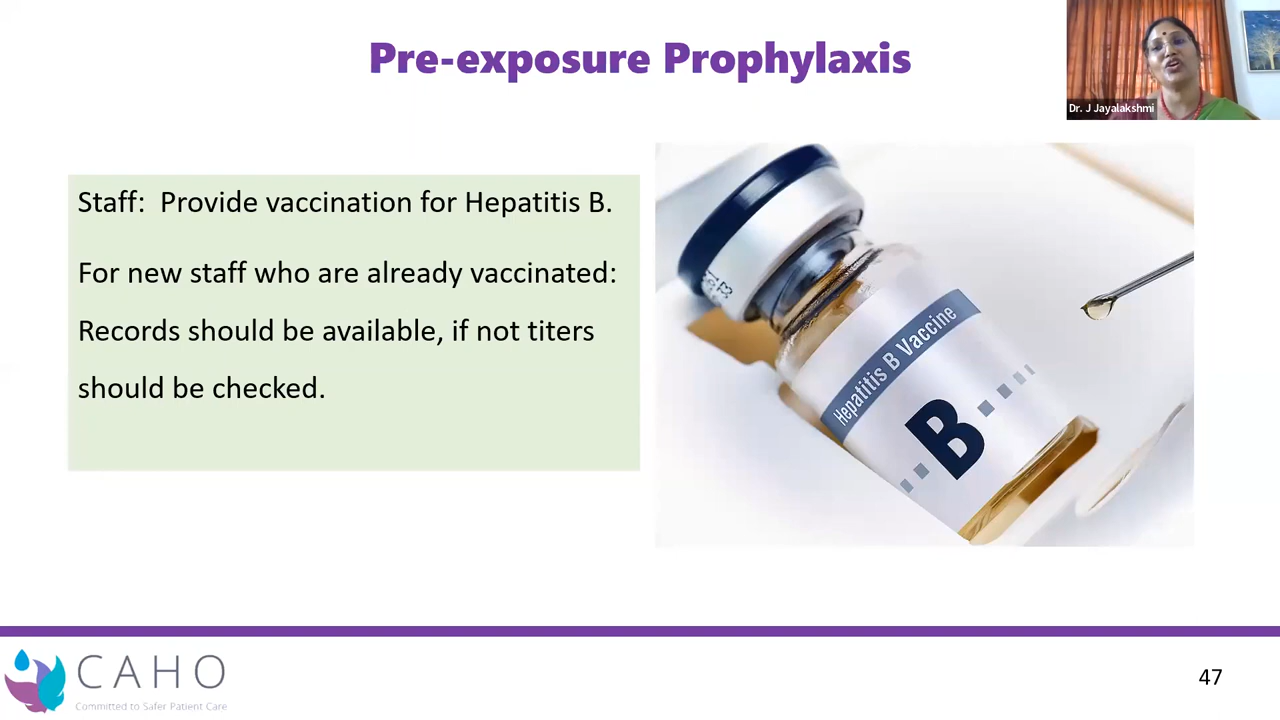 Pre-exposure Prophylaxis
Dr. J Jayalakshmi
Staff: Provide vaccination for Hepatitis B.
For new staff who are already vaccinated:
Records should be available, if not titers
should be checked.
Hepatitis B Vaccine
B
CAHO
Committed to Safer Patient Care
47